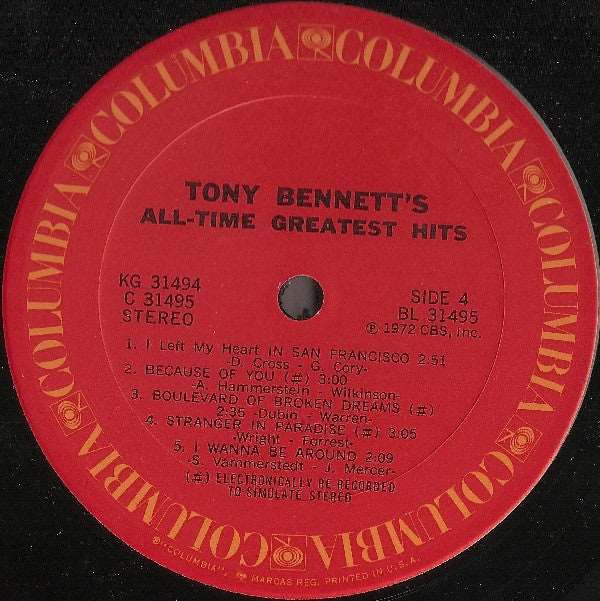 COLUMBIA COLUMBIA COLUMBIA COLUMBIA COLUMBIA COLUMBIA
TONY BENNETT'S
ALL-TIME GREATEST HITS
KG 31494
C 31495
STEREO
SIDE 4
BL 31495
℗ 1972 CBS, Inc.
1. I Left My Heart IN SAN FRANCISCO 2:51
D. Cross - G. Cory-
2. BECAUSE OF YOU (#) 3:00
-A. Hammerstein - Wilkinson-
3. BOULEVARD OF BROKEN DREAMS (#)
2:35 -Dubin - Warren-
4. STRANGER IN PARADISE (#) 3:05
-Wright - Forrest-
5. I WANNA BE AROUND 2:09
-S. Vammerstedt - J. Mercer-
(#) ELECTRONICALLY RE RECORDED
TO SIMULATE STEREO
® "COLUMBIA", MARCAS REG. PRINTED IN U.S.A.